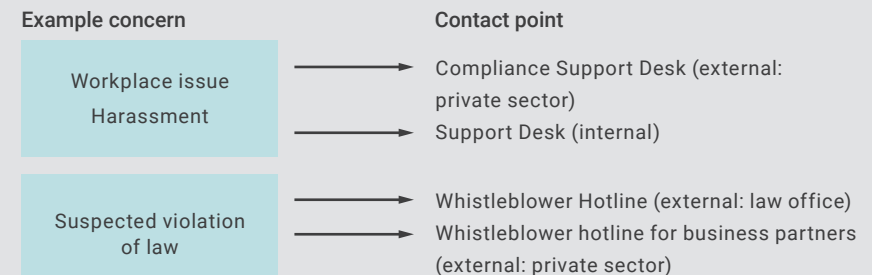 Example concern
Contact point
Workplace issue
Harassment
Compliance Support Desk (external:
private sector)
Support Desk (internal)
Suspected violation
of law
Whistleblower Hotline (external: law office)
Whistleblower hotline for business partners
(external: private sector)